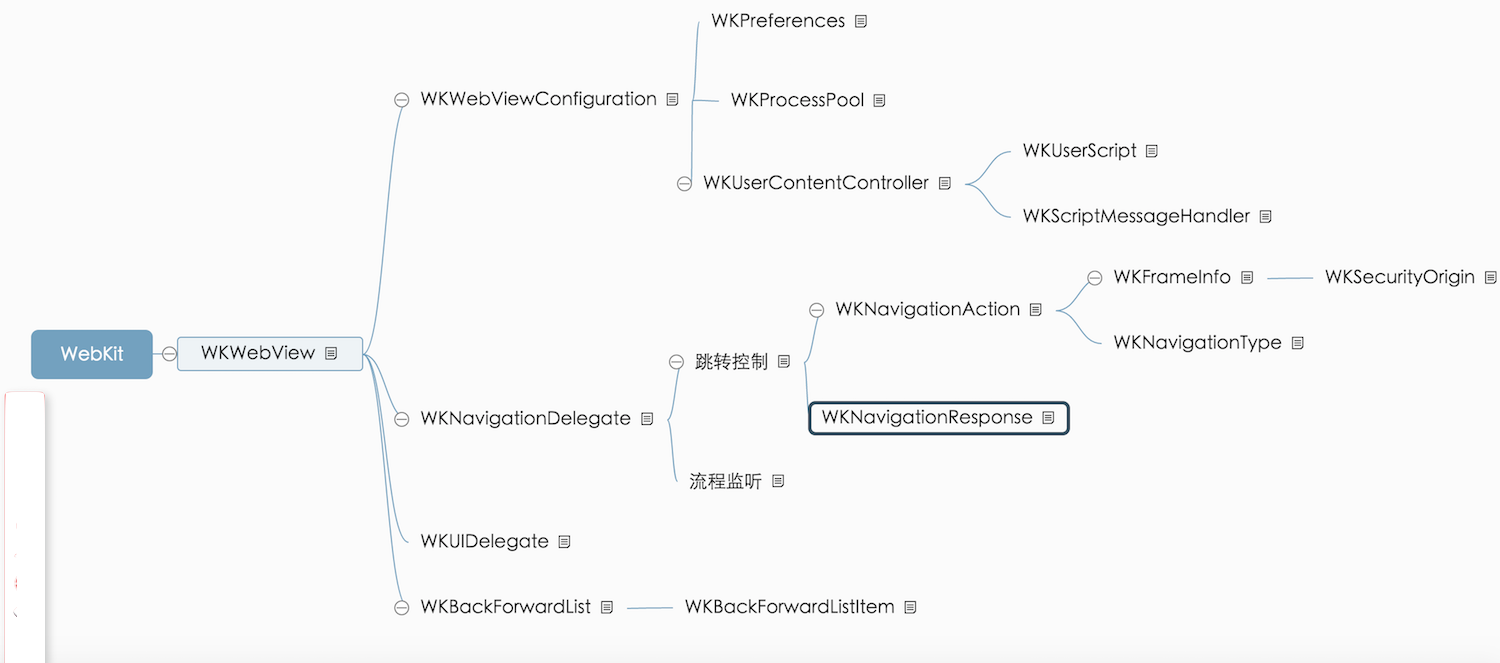 WKPreferences
WKWebViewConfiguration
WKProcessPool
WKUserScript
WKUserContentController
WKScriptMessageHandler
WKFrameInfo
WKSecurityOrigin
WKNavigationAction
WKNavigationType
WebKit
WKWebView
跳转控制
WKNavigationDelegate
WKNavigationResponse
流程监听
WKUIDelegate
WKBackForwardList
WKBackForwardListItem